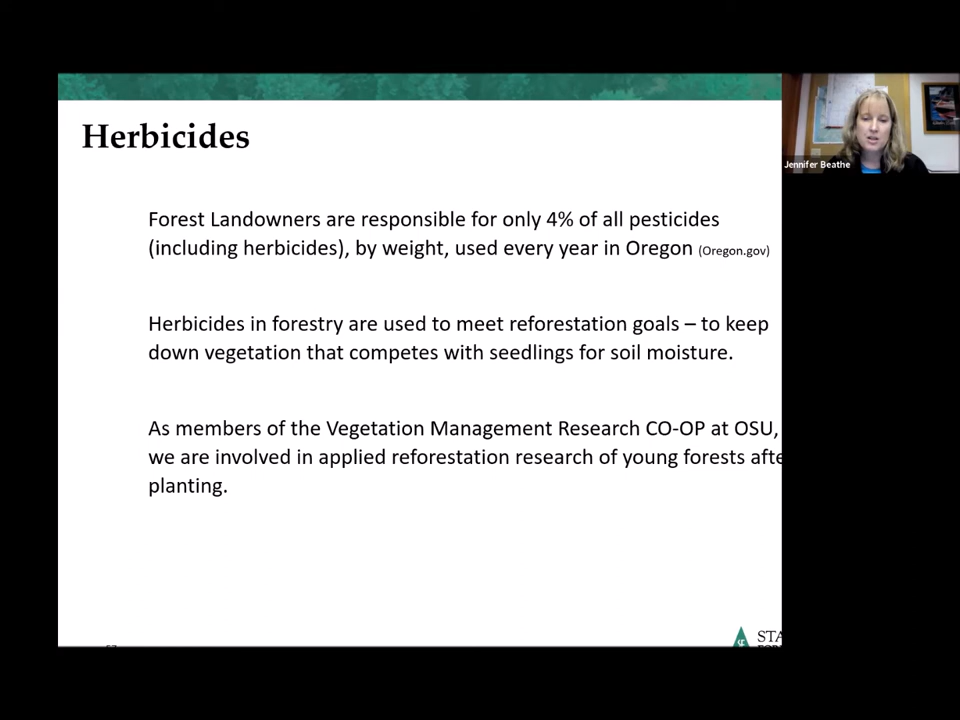 Herbicides
Forest Landowners are responsible for only 4% of all pesticides
(including herbicides), by weight, used every year in Oregon (Oregon.gov)
Herbicides in forestry are used to meet reforestation goals – to keep
down vegetation that competes with seedlings for soil moisture.
As members of the Vegetation Management Research CO-OP at OSU,
we are involved in applied reforestation research of young forests afte
planting.
Jennifer Beathe
STA